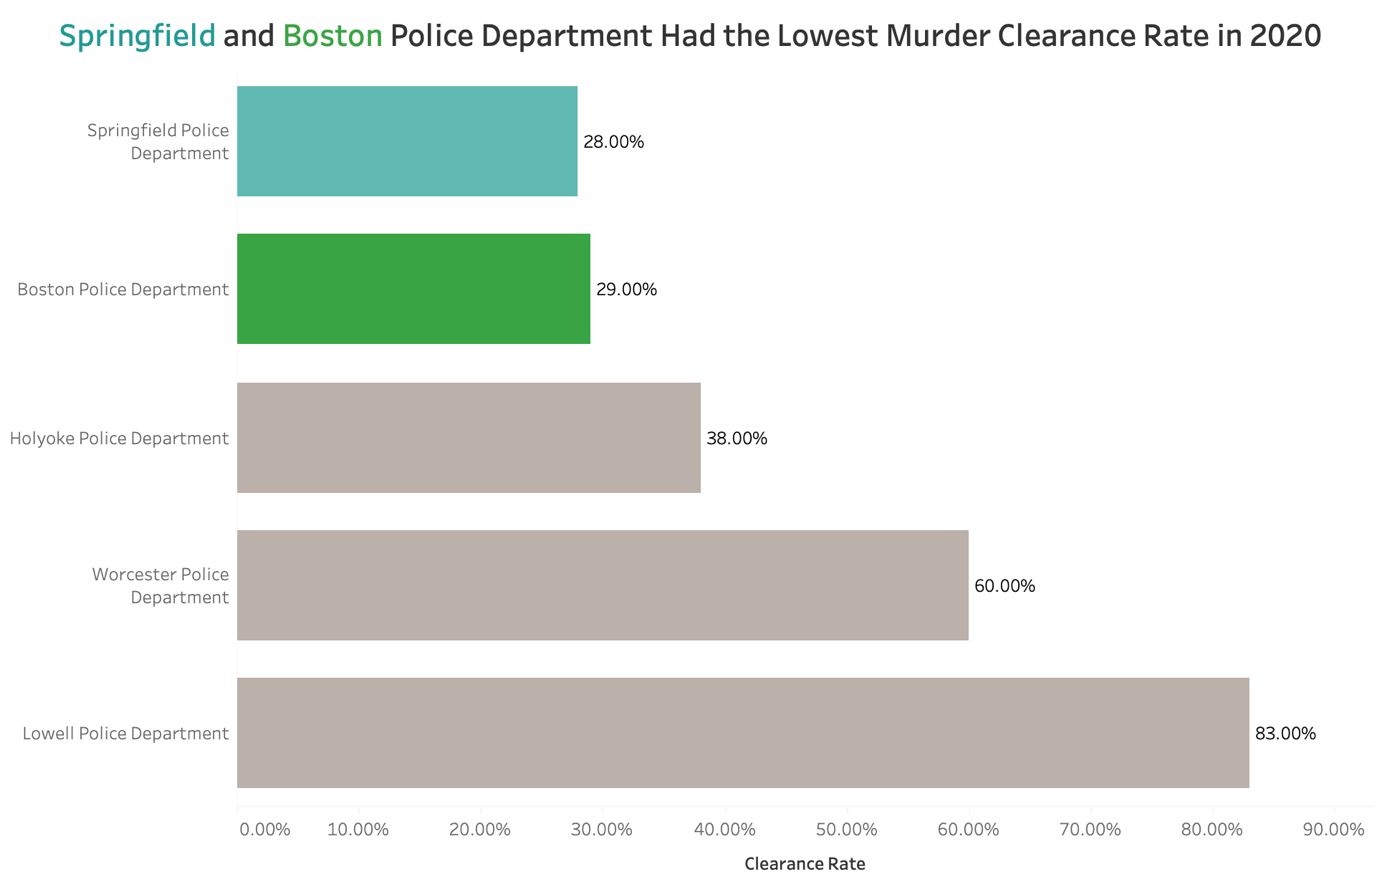 Springfield and Boston Police Department Had the Lowest Murder Clearance Rate in 2020
Springfield Police
Department
28.00%
Boston Police Department
29.00%
Holyoke Police Department
38.00%
Worcester Police
Department
60.00%
Lowell Police Department
83.00%
0.00% 10.00% 20.00% 30.00% 40.00% 50.00% 60.00% 70.00% 80.00% 90.00%
Clearance Rate